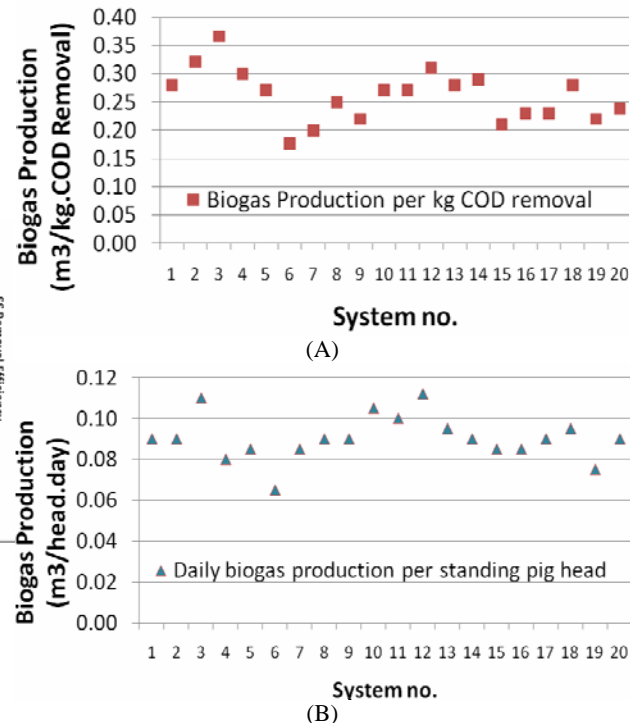 Biogas Production
(m3/kg.COD Removal)
0.40
0.35
0.30
0.25
0.20
0.15
0.10
0.05
0.00
Biogas Production per kg COD removal
1 2 3 4 5 6 7 8 9 10 11 12 13 14 15 16 17 18 19 20
System no.
(A)
Biogas Production
(m3/head.day)
0.12
0.10
0.08
0.06
0.04
0.02
0.00
Daily biogas production per standing pig head
1 2 3 4 5 6 7 8 9 10 11 12 13 14 15 16 17 18 19 20
System no.
(B)